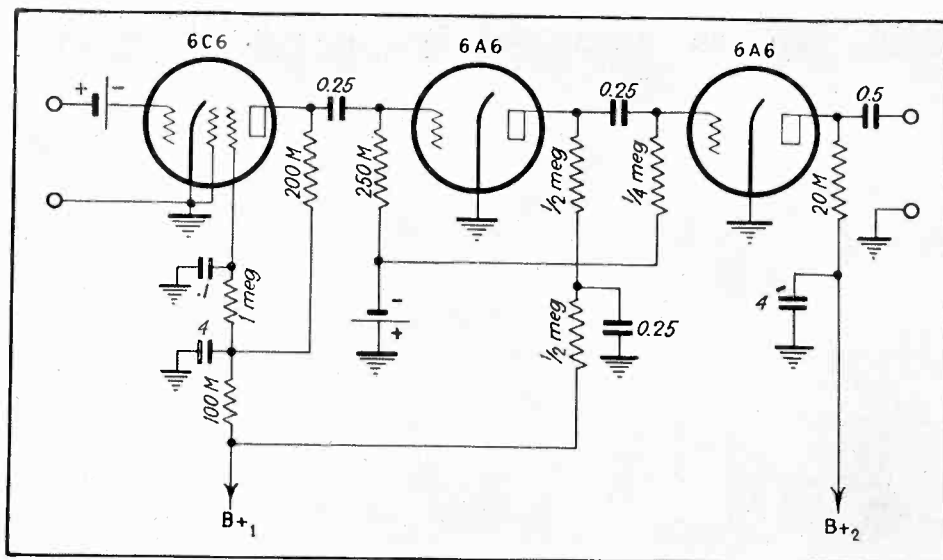 6C6
6A6
6A6
+ -
0.25
0.25
0.5
200 M
250 M
½ meg
¼ meg
20 M
.1
1 meg
-
+
4
½ meg
0.25
4
100 M
B+₁
B+₂